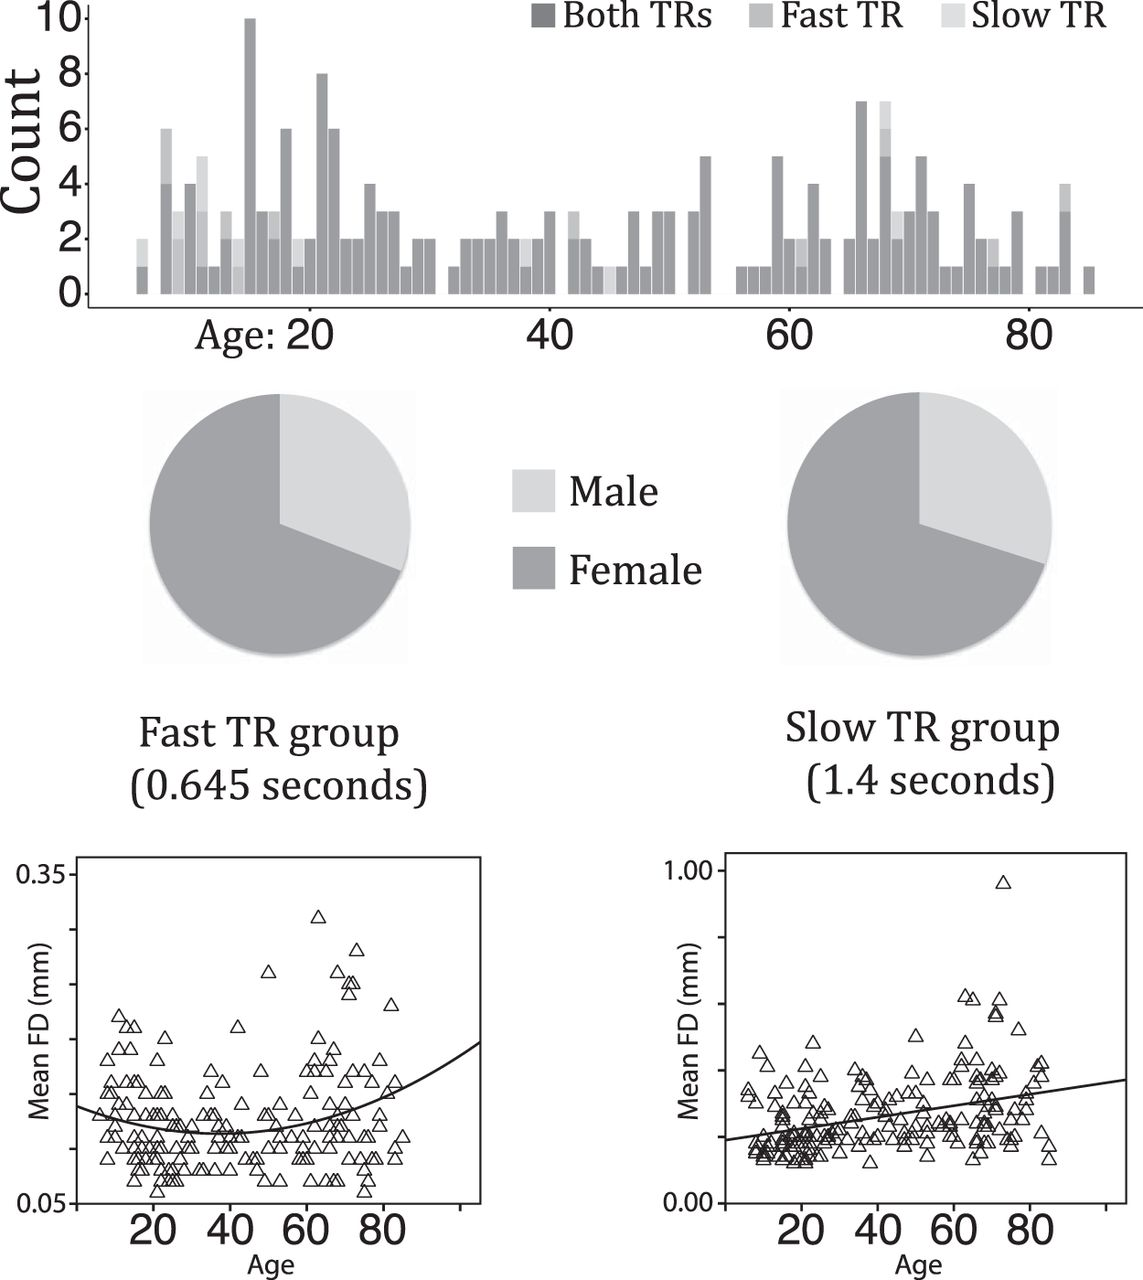 Both TRs Fast TR Slow TR
Count
10
8
6
4
2
0
Age: 20 40 60 80
Male
Female
Fast TR group
(0.645 seconds)
Slow TR group
(1.4 seconds)
Mean FD (mm)
0.35
0.05
20 40 60 80
Age
Mean FD (mm)
1.00
0.00
20 40 60 80
Age